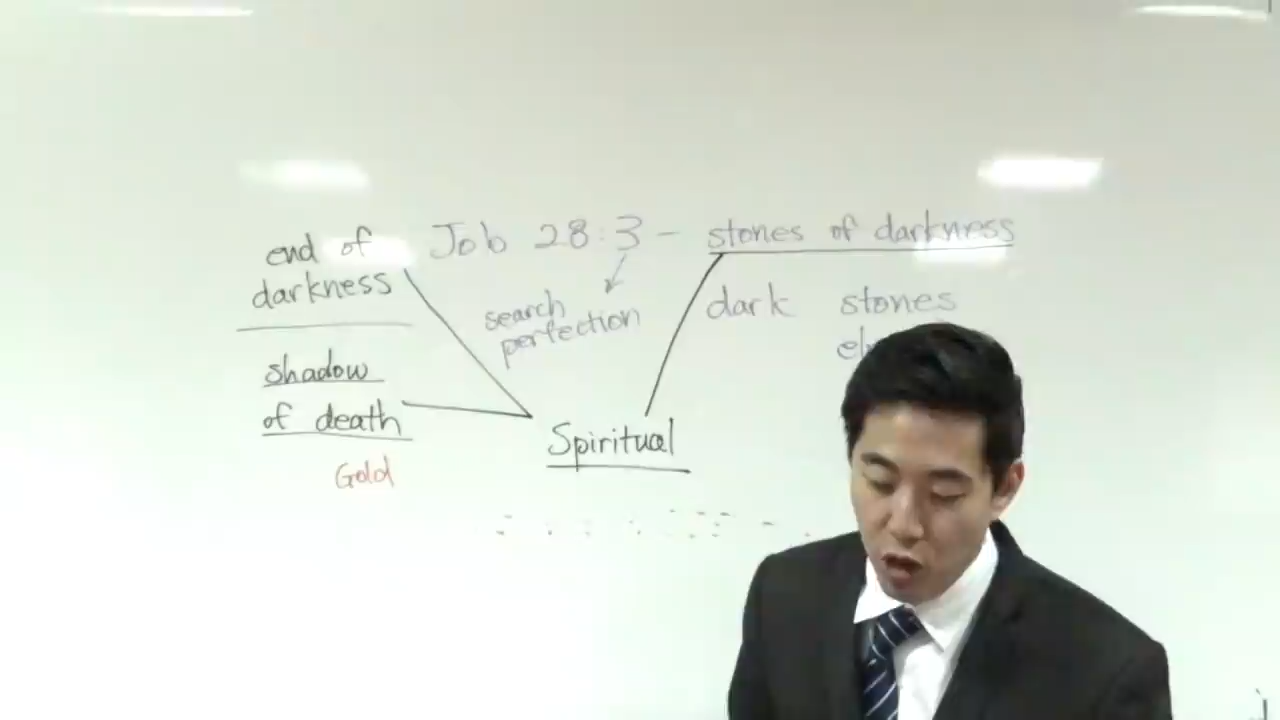 end of
darkness
shadow
of death
Gold
Job 28:3 - stones of darkness
search
perfection
dark stones
Spiritual